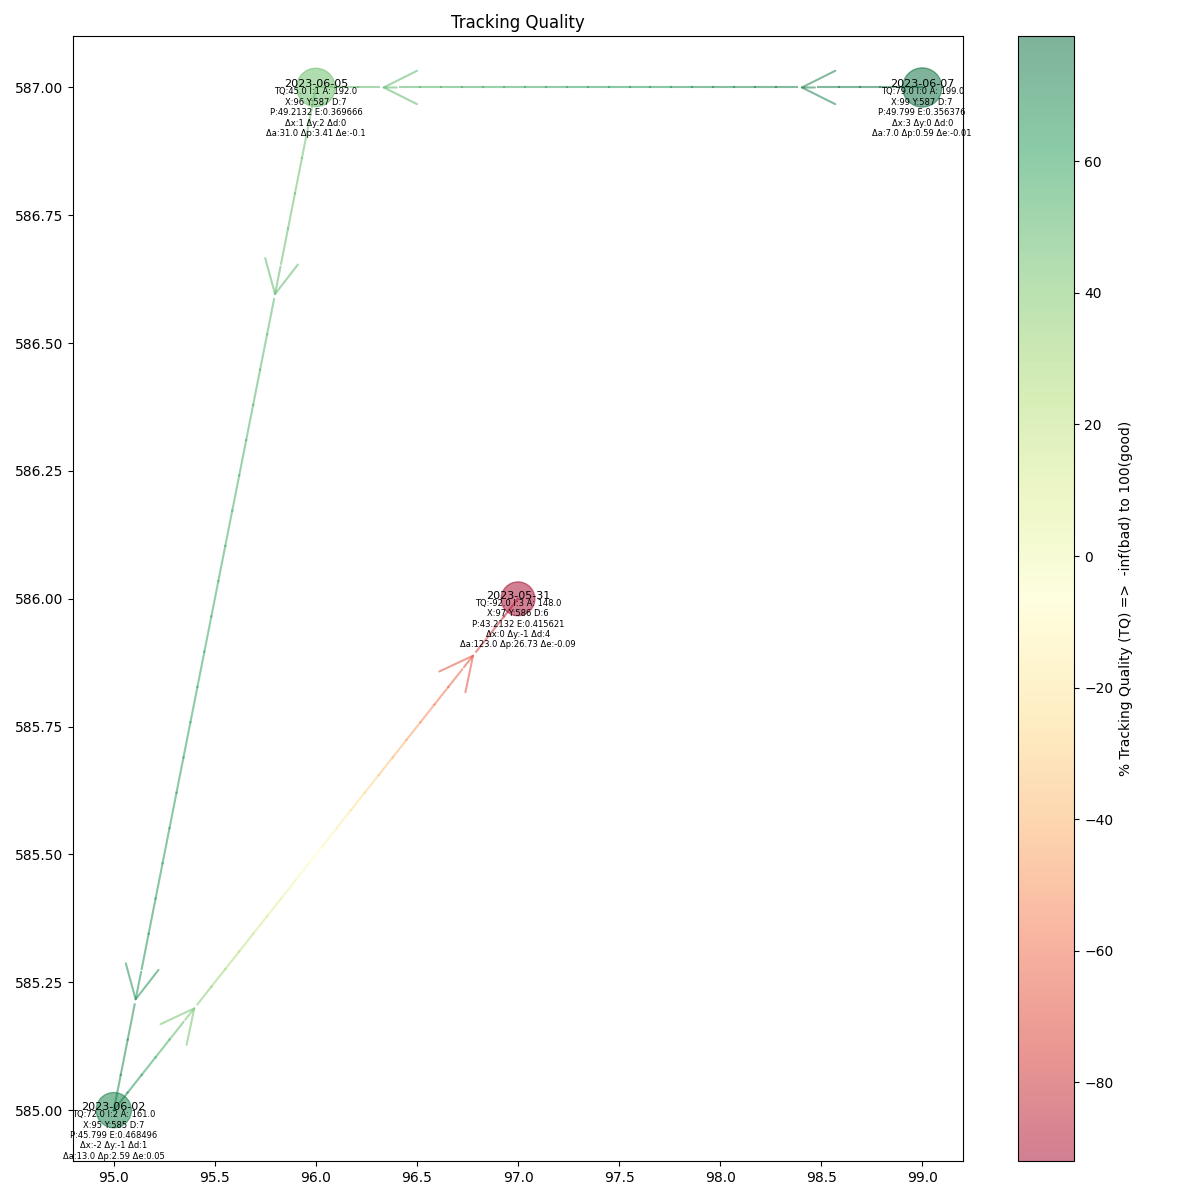 Tracking Quality
587.00
586.75
586.50
586.25
586.00
585.75
585.50
585.25
585.00
2023-06-05
TQ:45.0 I:1 A: 192.0
X:96 Y:587 D:7
P:49.2132 E:0.369666
Δx:1 Δy:2 Δd:0
Δa:31.0 Δp:3.41 Δe:-0.1
2023-06-07
TQ:79.0 I:0 A: 199.0
X:99 Y:587 D:7
P:49.799 E:0.356376
Δx:3 Δy:0 Δd:0
Δa:7.0 Δp:0.59 Δe:-0.01
2023-05-31
TQ:-92.0 I:3 A: 148.0
X:97 Y:586 D:6
P:43.2132 E:0.415621
Δx:0 Δy:-1 Δd:4
Δa:123.0 Δp:26.73 Δe:-0.09
2023-06-02
TQ:72.0 I:2 A: 161.0
X:95 Y:585 D:7
P:45.799 E:0.468496
Δx:-2 Δy:-1 Δd:1
Δa:13.0 Δp:2.59 Δe:0.05
95.0 95.5 96.0 96.5 97.0 97.5 98.0 98.5 99.0
60
40
20
0
−20
−40
−60
−80
% Tracking Quality (TQ) => -inf(bad) to 100(good)